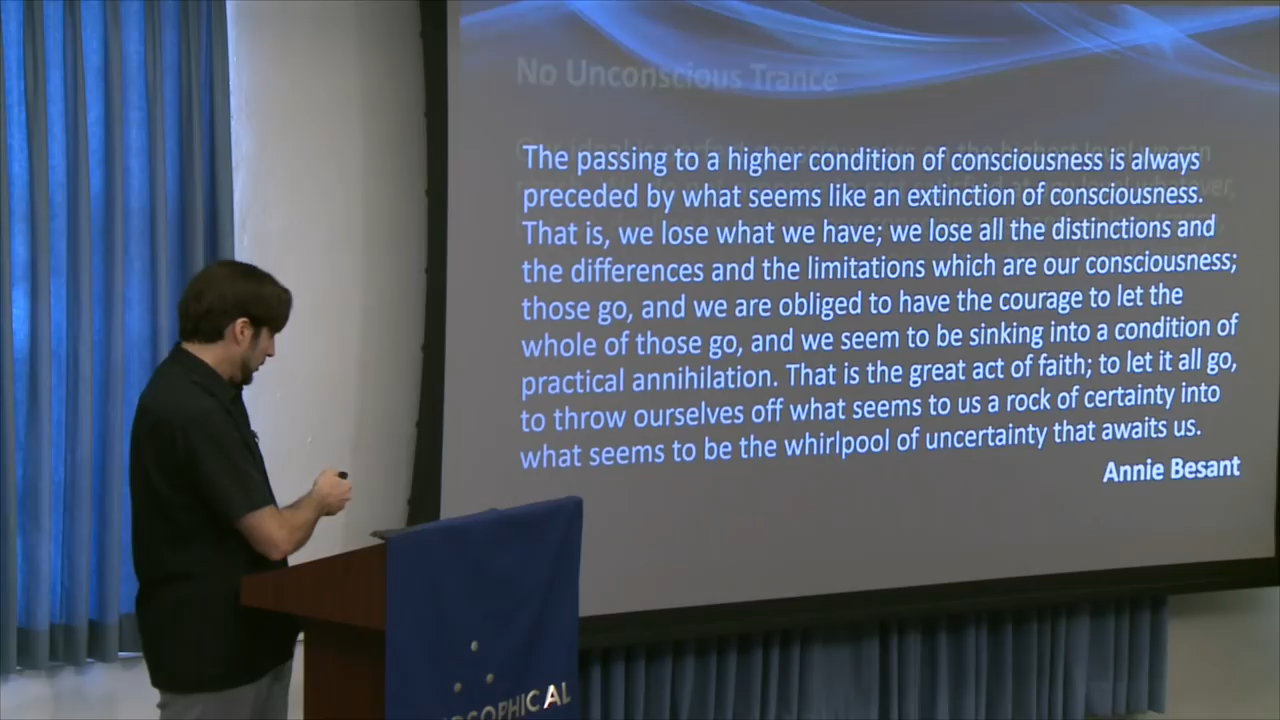 No Unconscious Trance
The passing to a higher condition of consciousness is always
preceded by what seems like an extinction of consciousness.
That is, we lose what we have; we lose all the distinctions and
the differences and the limitations which are our consciousness;
those go, and we are obliged to have the courage to let the
whole of those go, and we seem to be sinking into a condition of
practical annihilation. That is the great act of faith; to let it all go,
to throw ourselves off what seems to us a rock of certainty into
what seems to be the whirlpool of uncertainty that awaits us.
Annie Besant
OSOPHICAL